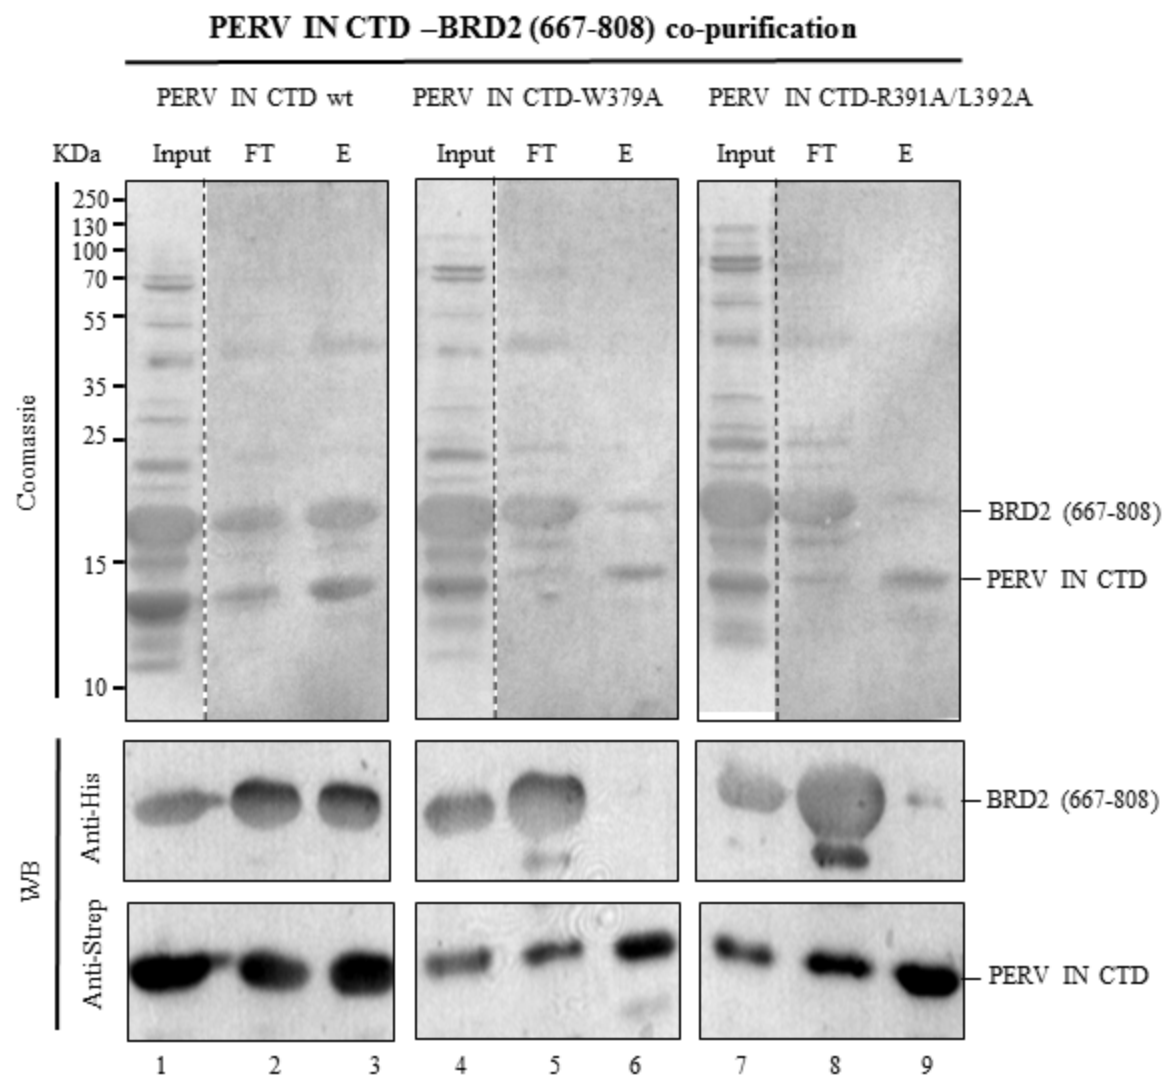 PERV IN CTD –BRD2 (667-808) co-purification
PERV IN CTD wt PERV IN CTD-W379A PERV IN CTD-R391A/L392A
KDa Input FT E Input FT E Input FT E
250
130
100
70
55
35
25
15
10
Coomassie
BRD2 (667-808)
PERV IN CTD
WB
Anti-His
BRD2 (667-808)
Anti-Strep
PERV IN CTD
1 2 3 4 5 6 7 8 9